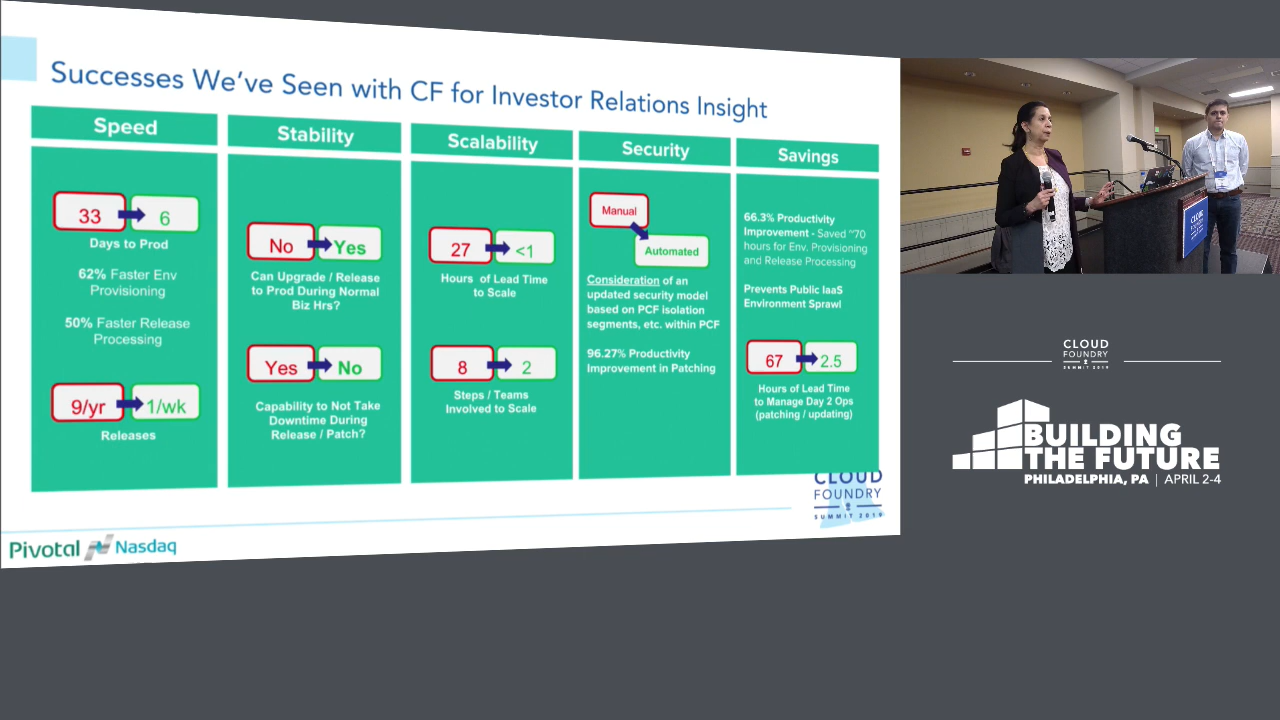 Successes We've Seen with CF for Investor Relations Insight
Speed
33
6
Days to Prod
62% Faster Env
Provisioning
50% Faster Release
Processing
9/yr
1/wk
Releases
Stability
No
Yes
Can Upgrade / Release
to Prod During Normal
Biz Hrs?
Yes
No
Capability to Not Take
Downtime During
Release / Patch?
Scalability
27
<1
Hours of Lead Time
to Scale
8
2
Steps / Teams
Involved to Scale
Security
Manual
Automated
Consideration of an
updated security model
based on PCF isolation
segments, etc. within PCF
96.27% Productivity
Improvement in Patching
Savings
66.3% Productivity
Improvement - Saved ~70
hours for Env. Provisioning
and Release Processing
Prevents Public IaaS
Environment Sprawl
67
2.5
Hours of Lead Time
to Manage Day 2 Ops
(patching / updating)
CLOUD
FOUNDRY
SUMMIT 2019
Pivotal Nasdaq
CLOUD
FOUNDRY
SUMMIT 2019
BUILDING
THE FUTURE
PHILADELPHIA, PA | APRIL 2-4